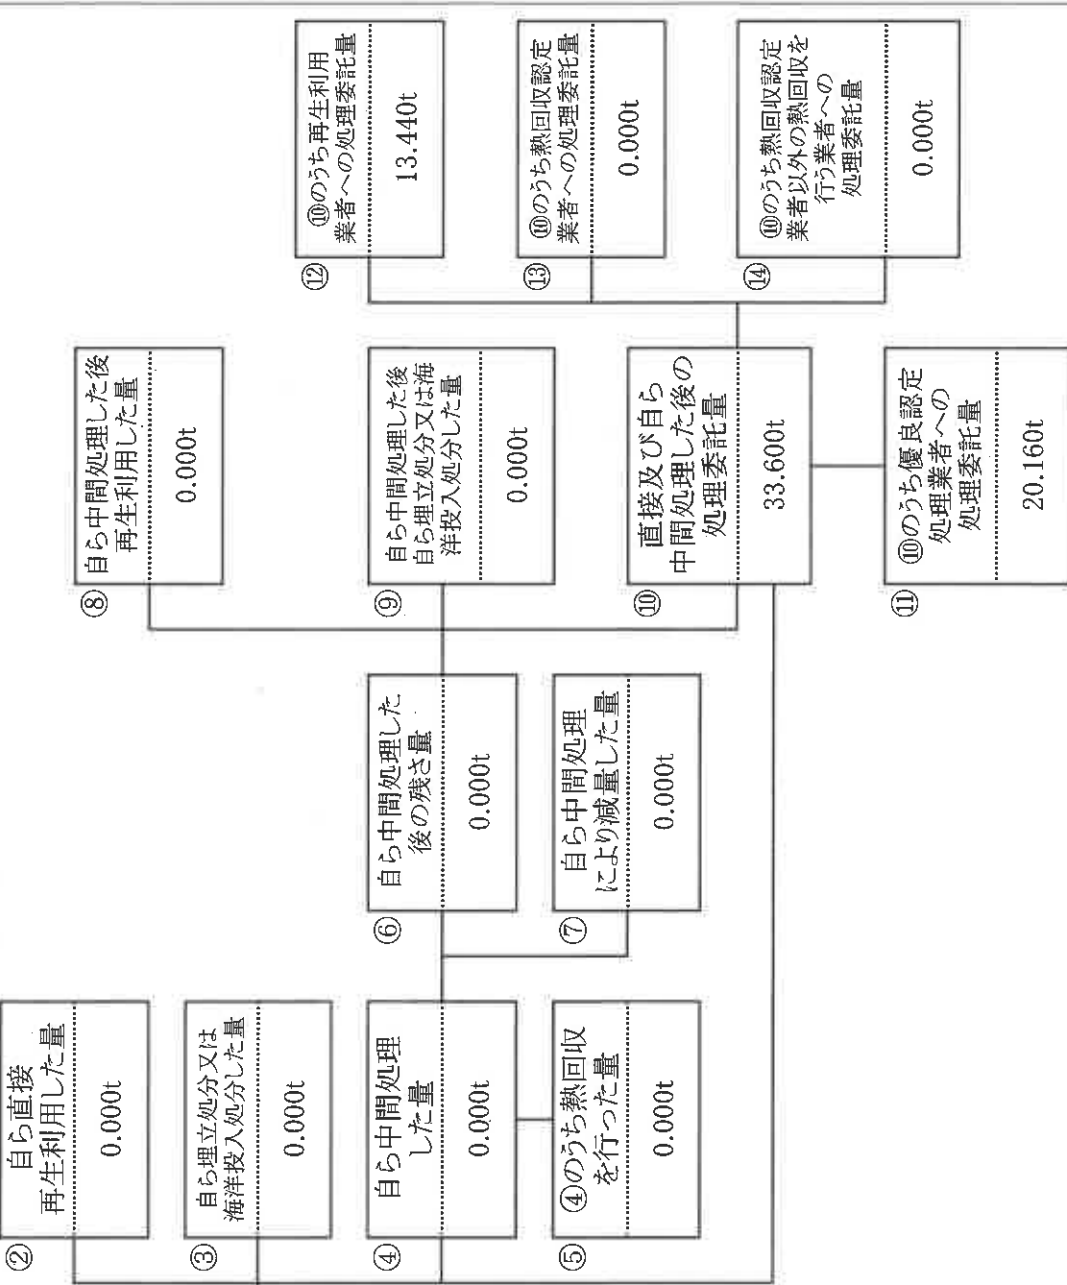 ②
自ら直接
再生利用した量
0.000t
③
自ら埋立処分又は
海洋投入処分した量
0.000t
④
自ら中間処理
した量
0.000t
⑤
④のうち熱回収
を行った量
0.000t
⑥
自ら中間処理した
後の残さ量
0.000t
⑦
自ら中間処理
により減量した量
0.000t
⑧
自ら中間処理した後
再生利用した量
0.000t
⑨
自ら中間処理した後
自ら埋立処分又は海
洋投入処分した量
0.000t
⑩
直接及び自ら
中間処理した後の
処理委託量
33.600t
⑪
⑩のうち優良認定
処理業者への
処理委託量
20.160t
⑫
⑩のうち再生利用
業者への処理委託量
13.440t
⑬
⑩のうち熱回収認定
業者への処理委託量
0.000t
⑭
⑩のうち熱回収認定
業者以外の熱回収を
行う業者への
処理委託量
0.000t